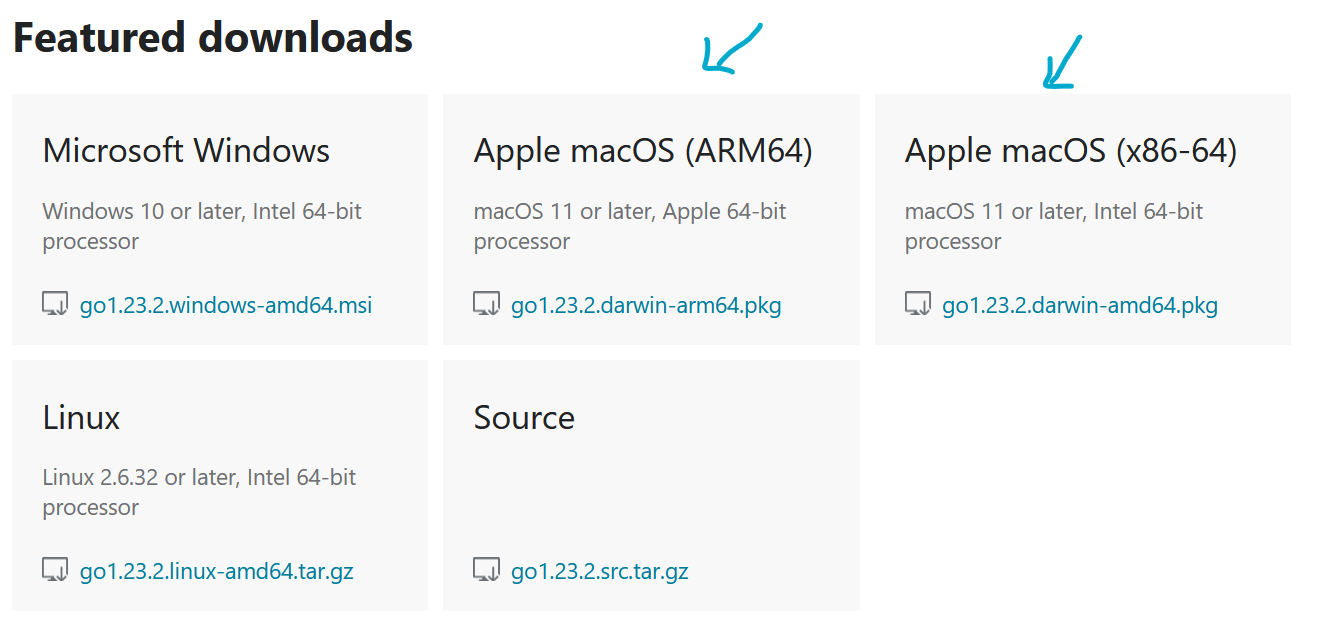 Featured downloads
Microsoft Windows
Windows 10 or later, Intel 64-bit
processor
go1.23.2.windows-amd64.msi
Apple macOS (ARM64)
macOS 11 or later, Apple 64-bit
processor
go1.23.2.darwin-arm64.pkg
Apple macOS (x86-64)
macOS 11 or later, Intel 64-bit
processor
go1.23.2.darwin-amd64.pkg
Linux
Linux 2.6.32 or later, Intel 64-bit
processor
go1.23.2.linux-amd64.tar.gz
Source
go1.23.2.src.tar.gz